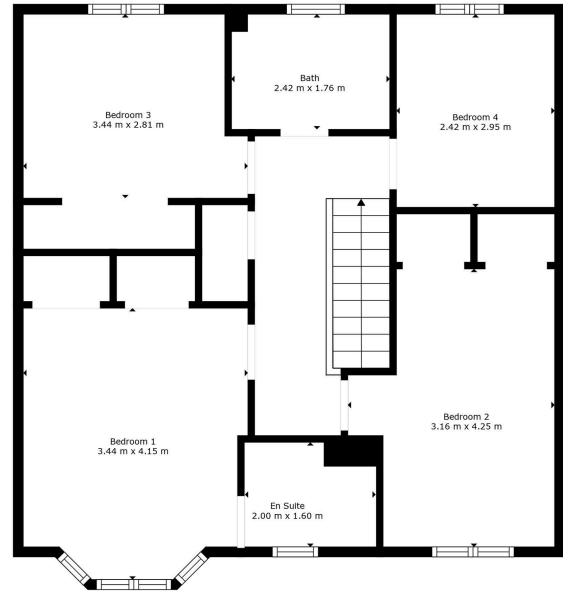 Bath
2.42 m x 1.76 m
Bedroom 3
3.44 m x 2.81 m
Bedroom 4
2.42 m x 2.95 m
Bedroom 1
3.44 m x 4.15 m
Bedroom 2
3.16 m x 4.25 m
En Suite
2.00 m x 1.60 m